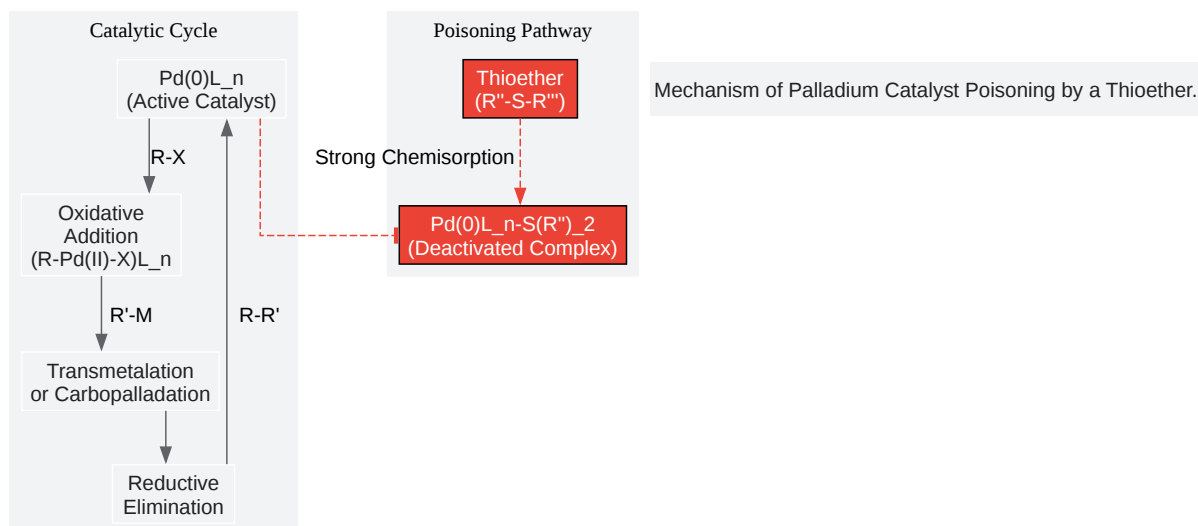 Catalytic Cycle
Pd(0)L_n
(Active Catalyst)
R-X
Oxidative
Addition
(R-Pd(II)-X)L_n
R'-M
R-R'
Transmetalation
or Carbopalladation
Reductive
Elimination
Poisoning Pathway
Thioether
(R''-S-R''')
Strong Chemisorption
Pd(0)L_n-S(R'')_2
(Deactivated Complex)
Mechanism of Palladium Catalyst Poisoning by a Thioether.